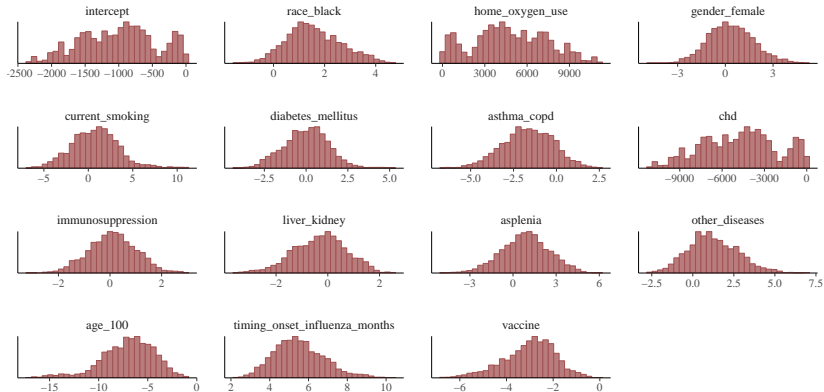 intercept race_black home_oxygen_use gender_female
−2500 −2000 −1500 −1000 −500 0 0 2 4 0 3000 6000 9000 −3 0 3
current_smoking diabetes_mellitus asthma_copd chd
−5 0 5 10 −2.5 0.0 2.5 5.0 −5.0 −2.5 0.0 2.5 −9000 −6000 −3000 0
immunosuppression liver_kidney asplenia other_diseases
−2 0 2 −2 0 2 −3 0 3 6 −2.5 0.0 2.5 5.0 7.5
age_100 timing_onset_influenza_months vaccine
−15 −10 −5 0 2 4 6 8 10 −6 −4 −2 0